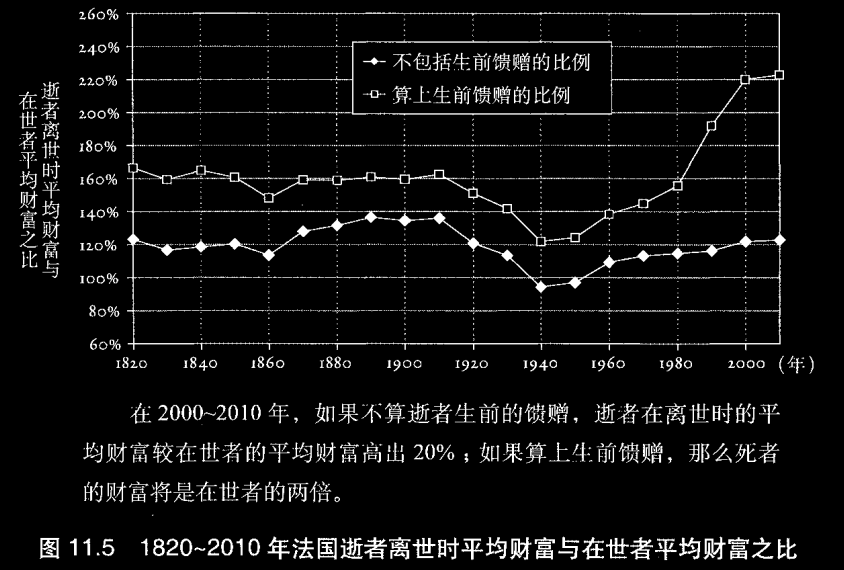 260%
240%
220%
200%
180%
160%
140%
120%
100%
80%
60%
逝者离世时平均财富与
在世者平均财富之比
不包括生前馈赠的比例
算上生前馈赠的比例
1820 1840 1860 1880 1900 1920 1940 1960 1980 2000 (年)
在 2000~2010 年，如果不算逝者生前的馈赠，逝者在离世时的平
均财富较在世者的平均财富高出 20%；如果算上生前馈赠，那么死者
的财富将是在世者的两倍。
图 11.5 1820~2010 年法国逝者离世时平均财富与在世者平均财富之比